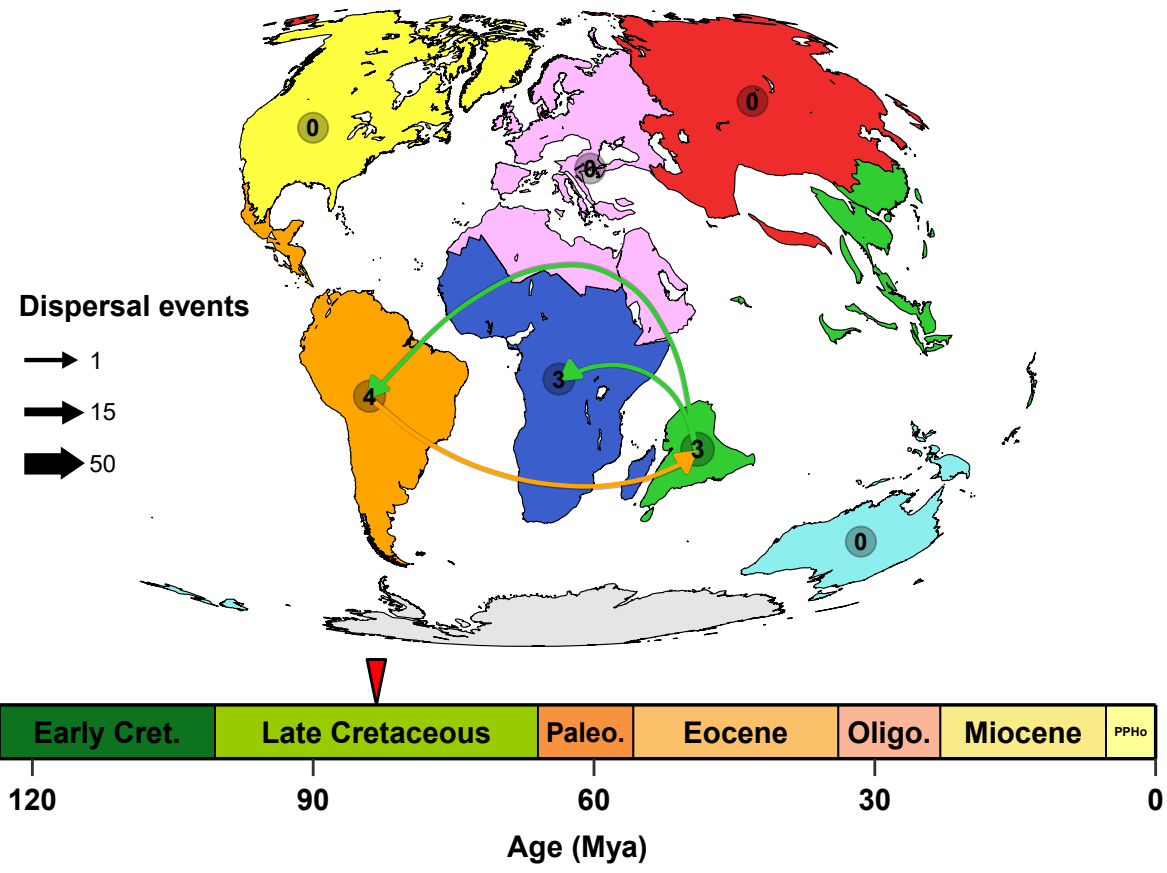 0
0
0
Dispersal events
1
15
50
3
4
3
0
Early Cret.
Late Cretaceous
Paleo.
Eocene
Oligo.
Miocene
PPHo
120
90
60
30
0
Age (Mya)